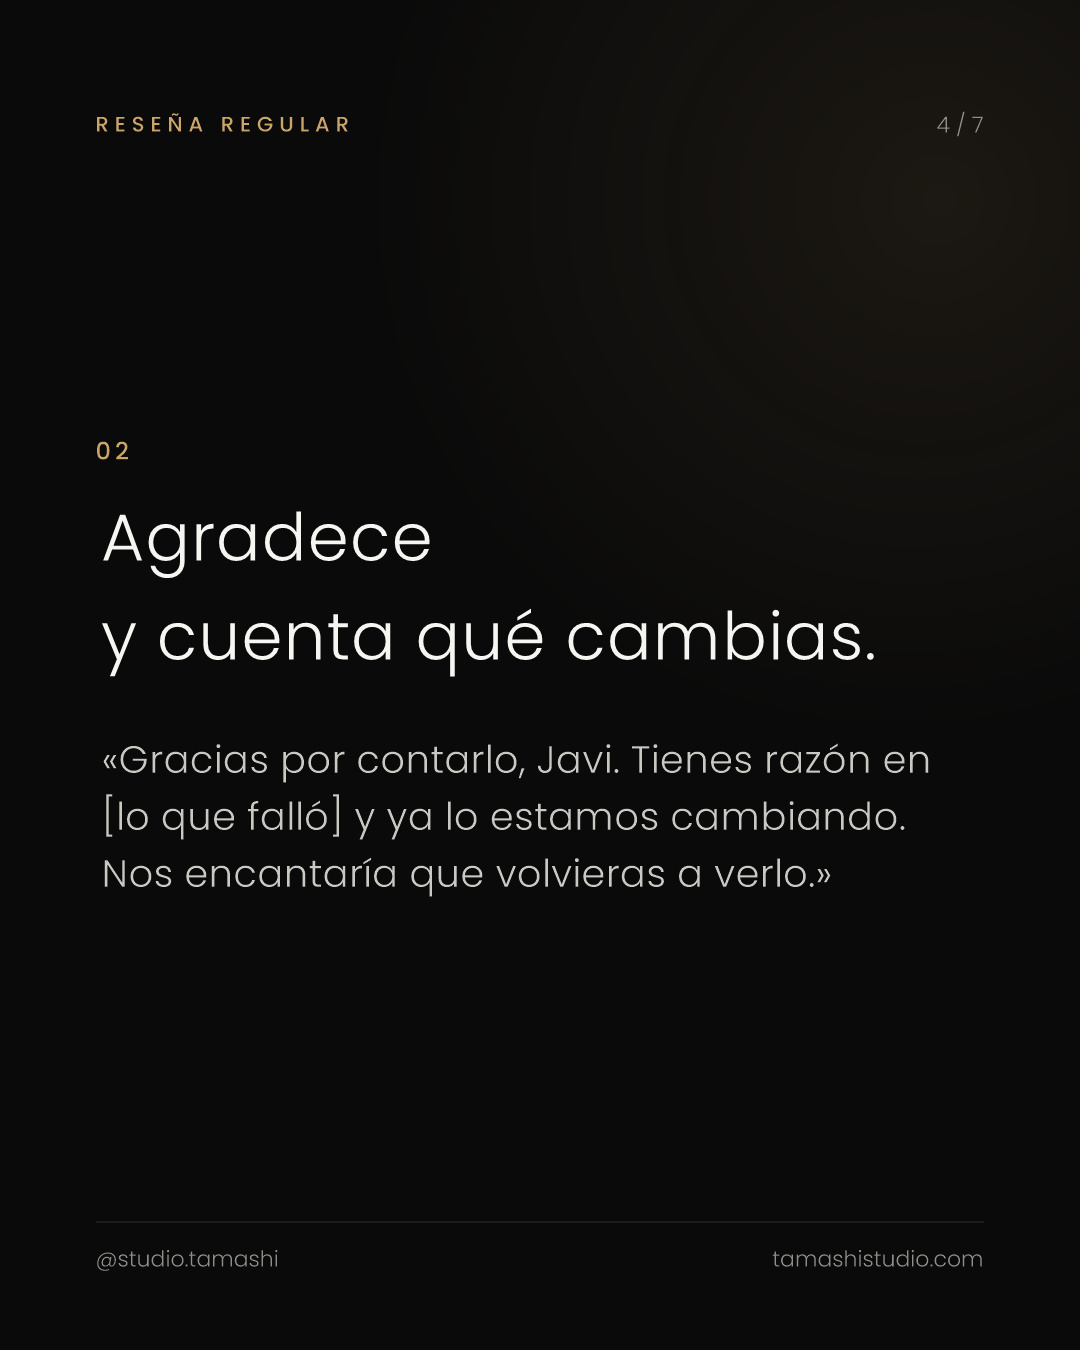 RESEÑA REGULAR
4 / 7
02
Agradece
y cuenta qué cambias.
«Gracias por contarlo, Javi. Tienes razón en
[lo que falló] y ya lo estamos cambiando.
Nos encantaría que volvieras a verlo.»
@studio.tamashi
tamashistudio.com